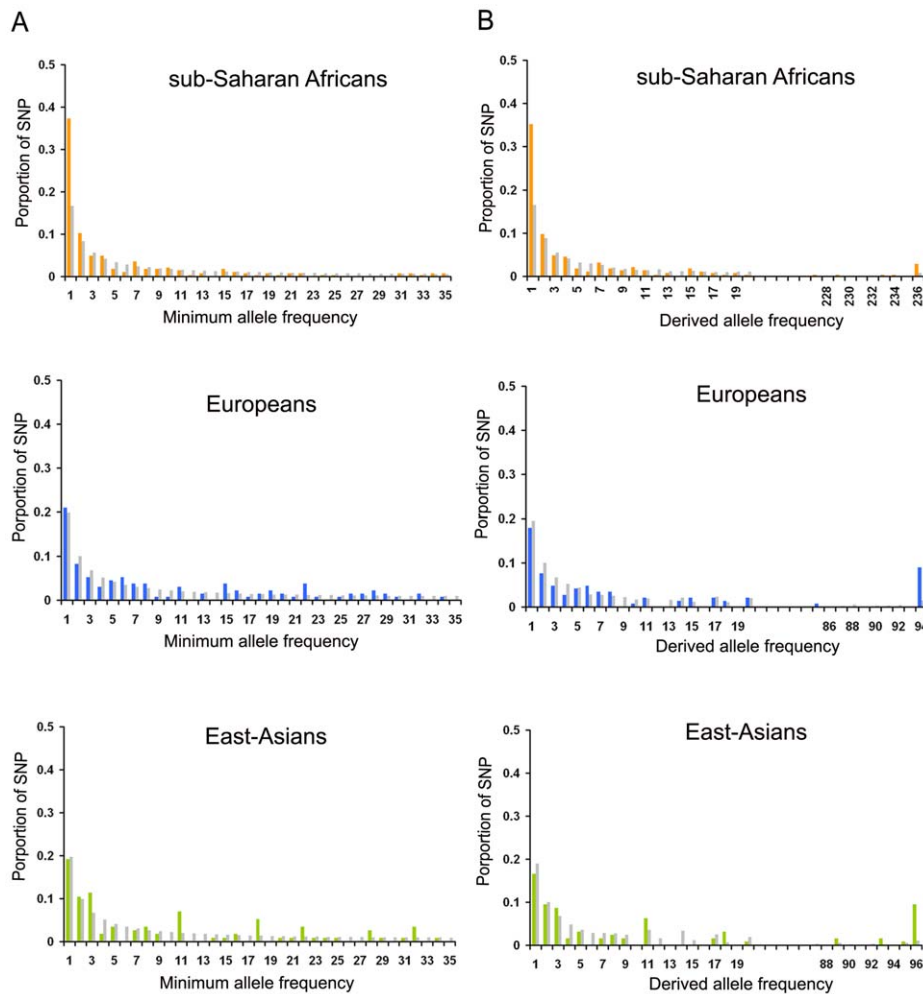 A
B
sub-Saharan Africans
Porportion of SNP
0.5
0.4
0.3
0.2
0.1
0
1 3 5 7 9 11 13 15 17 19 21 23 25 27 29 31 33 35
Minimum allele frequency
sub-Saharan Africans
Proportion of SNP
0.5
0.4
0.3
0.2
0.1
0
1 3 5 7 9 11 13 15 17 19 228 230 232 234 236
Derived allele frequency
Europeans
Porportion of SNP
0.5
0.4
0.3
0.2
0.1
0
1 3 5 7 9 11 13 15 17 19 21 23 25 27 29 31 33 35
Minimum allele frequency
Europeans
Porportion of SNP
0.5
0.4
0.3
0.2
0.1
0
1 3 5 7 9 11 13 15 17 19 86 88 90 92 94
Derived allele frequency
East-Asians
Porportion of SNP
0.5
0.4
0.3
0.2
0.1
0
1 3 5 7 9 11 13 15 17 19 21 23 25 27 29 31 33 35
Minimum allele frequency
East-Asians
Porportion of SNP
0.5
0.4
0.3
0.2
0.1
0
1 3 5 7 9 11 13 15 17 19 88 90 92 94 96
Derived allele frequency